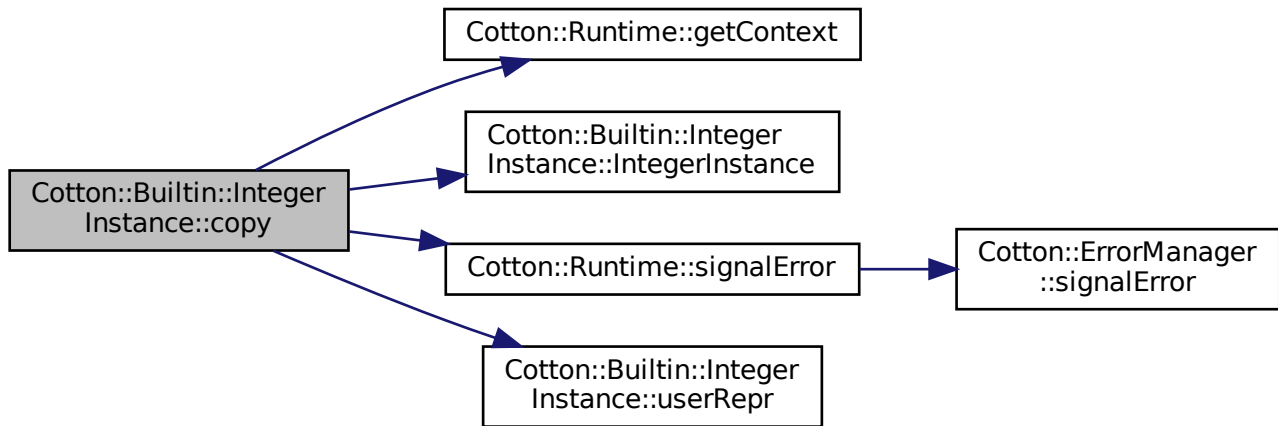 Cotton::Runtime::getContext
Cotton::Builtin::Integer
Instance::IntegerInstance
Cotton::Builtin::Integer
Instance::copy
Cotton::Runtime::signalError
Cotton::ErrorManager
::signalError
Cotton::Builtin::Integer
Instance::userRepr